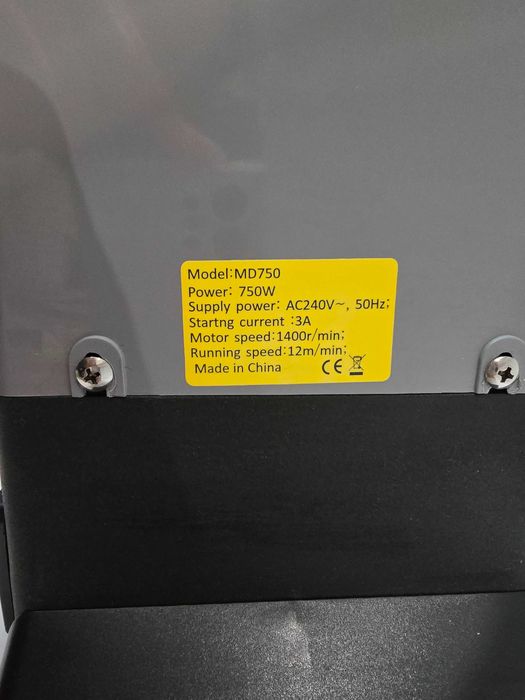 Model:MD750
Power: 750W
Supply power: AC240V~, 50Hz;
Startng current :3A
Motor speed:1400r/min;
Running speed:12m/min;
Made in China CE